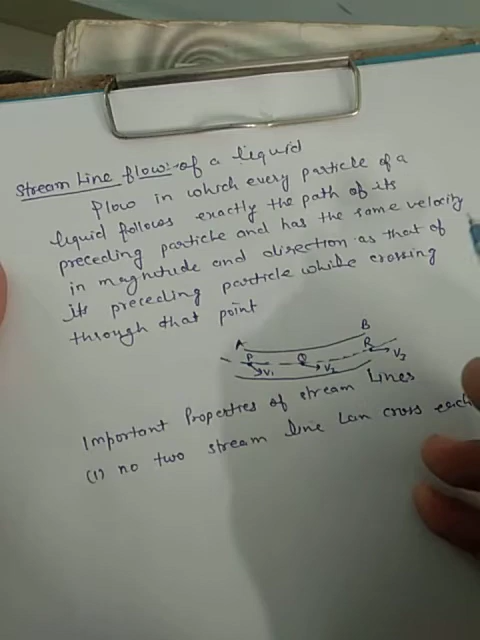 Stream Line flow:- of a liquid
flow in which every particle of a
liquid follows exactly the path of its
preceding particle and has the same velocity
in magnitude and direction as that of
its preceding particle while crossing
through that point
A B
P Q R
V1 V2 V3
Important Properties of stream Lines
(1) no two stream line can cross each